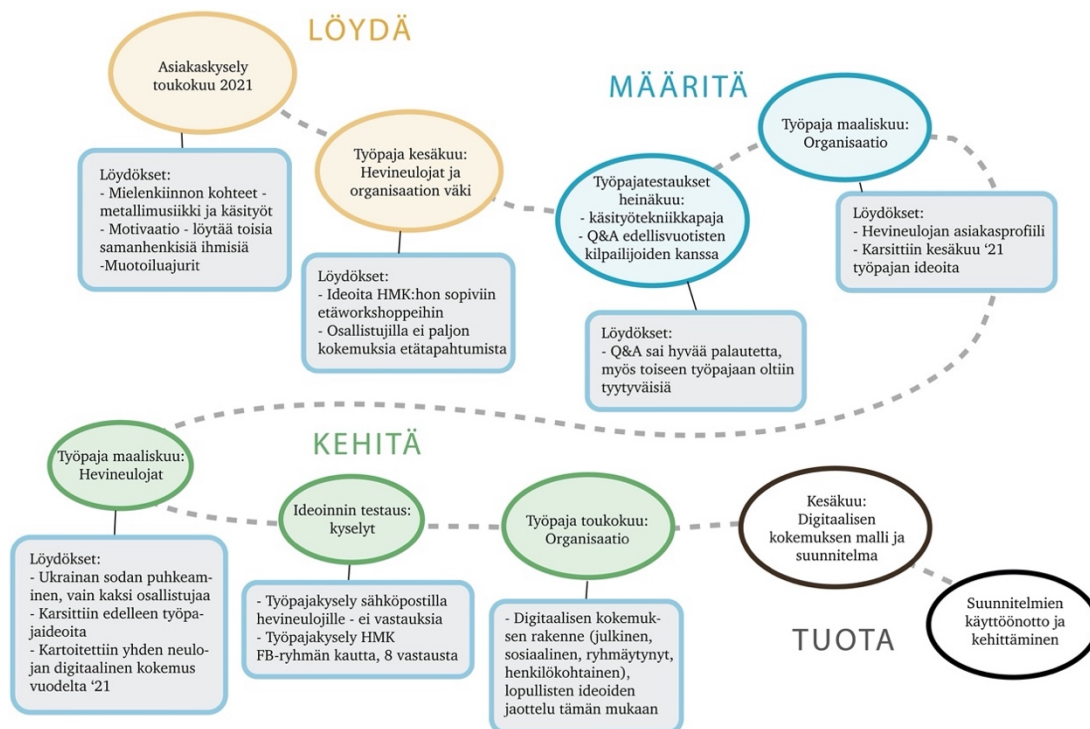 LÖYDÄ
Asiakaskysely
toukokuu 2021
Löydökset:
- Mielenkiinnon kohteet -
metallimusiikki ja käsityöt
- Motivaatio - löytää toisia
samanhenkisiä ihmisiä
-Muotoiluajurit
Työpaja kesäkuu:
Hevineulojat ja
organisaation väki
Löydökset:
- Ideoita HMK:hon sopiviin
etäworkshoppeihin
- Osallistujilla ei paljon
kokemuksia etätapahtumista
MÄÄRITÄ
Työpajatestaukset
heinäkuu:
- käsityötekniikkapaja
- Q&A edellisvuotisten
kilpailijoiden kanssa
Löydökset:
- Q&A sai hyvää palautetta,
myös toiseen työpajaan oltiin
tyytyväisiä
Työpaja maaliskuu:
Organisaatio
Löydökset:
- Hevineulojan asiakasprofiili
- Karsittiin kesäkuu ‘21
työpajan ideoita
KEHITÄ
Työpaja maaliskuu:
Hevineulojat
Löydökset:
- Ukrainan sodan puhkeam-
inen, vain kaksi osallistujaa
- Karsittiin edelleen työpa-
jaideoita
- Kartoitettiin yhden neulo-
jan digitaalinen kokemus
vuodelta ‘21
Ideoinnin testaus:
kyselyt
- Työpajakysely sähköpostilla
hevineulojille - ei vastauksia
- Työpajakysely HMK
FB-ryhmän kautta, 8 vastausta
Työpaja toukokuu:
Organisaatio
- Digitaalisen kokemuk-
sen rakenne (julkinen,
sosiaalinen, ryhmäytynyt,
henkilökohtainen),
lopullisten ideoiden
jaottelu tämän mukaan
TUOTA
Kesäkuu:
Digitaalisen
kokemuksen malli ja
suunnitelma
Suunnitelmien
käyttöönotto ja
kehittäminen